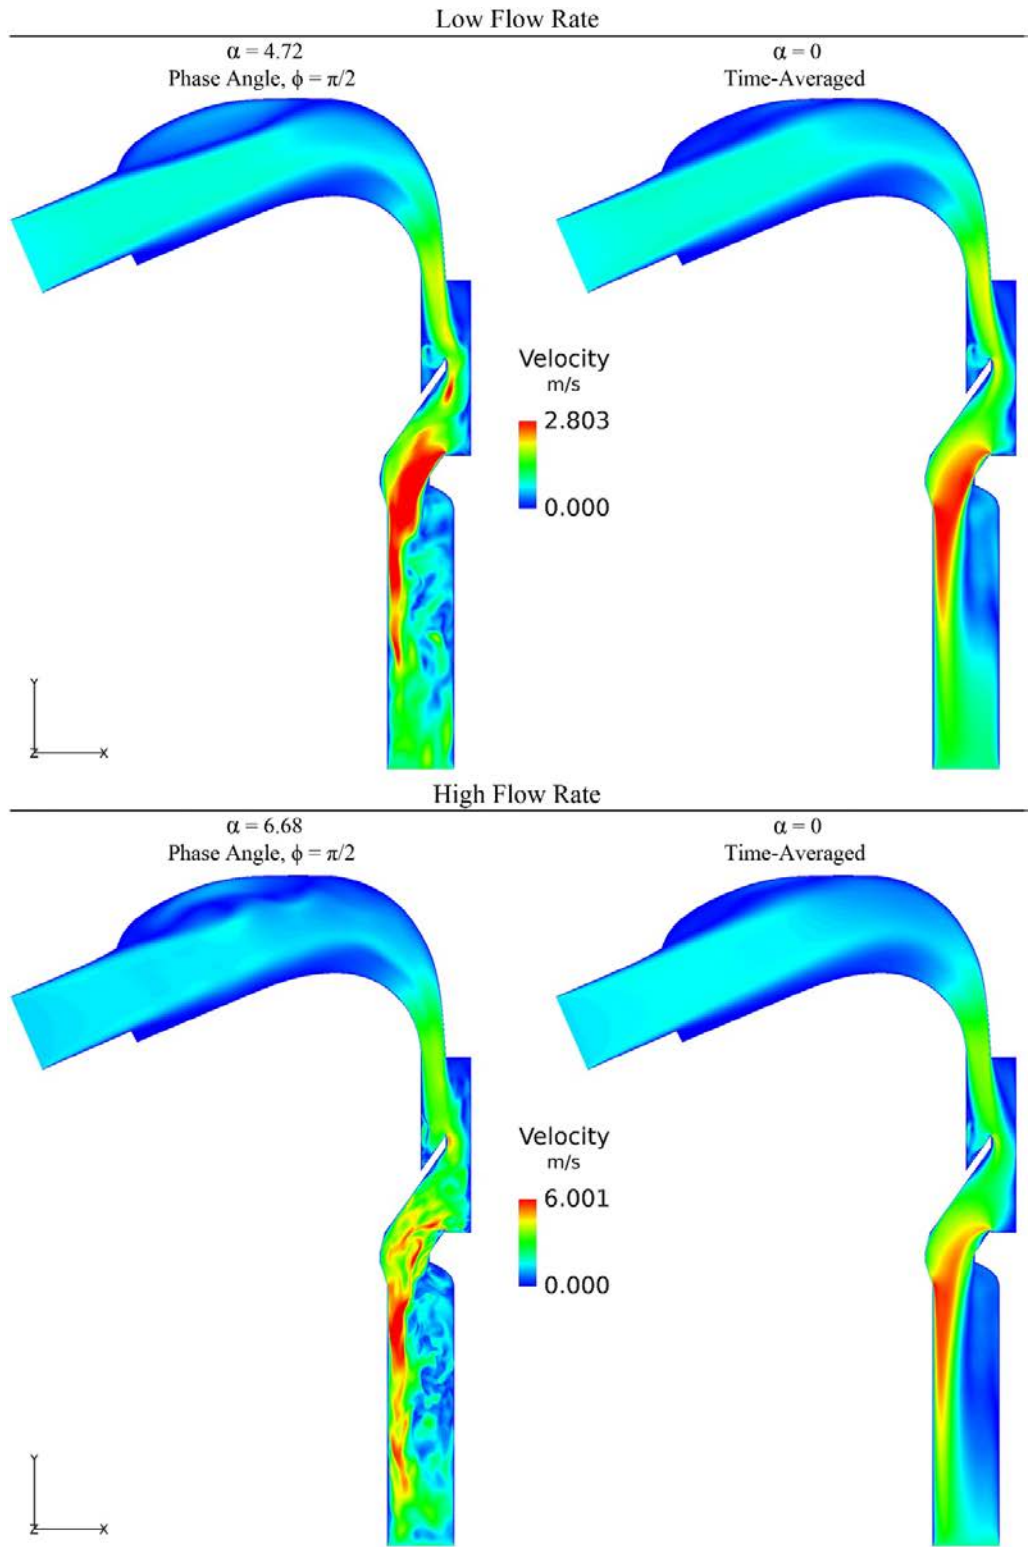 Low Flow Rate
α = 4.72
Phase Angle, ϕ = π/2
α = 0
Time-Averaged
Velocity
m/s
2.803
0.000
Y
Z X
High Flow Rate
α = 6.68
Phase Angle, ϕ = π/2
α = 0
Time-Averaged
Velocity
m/s
6.001
0.000
Y
Z X